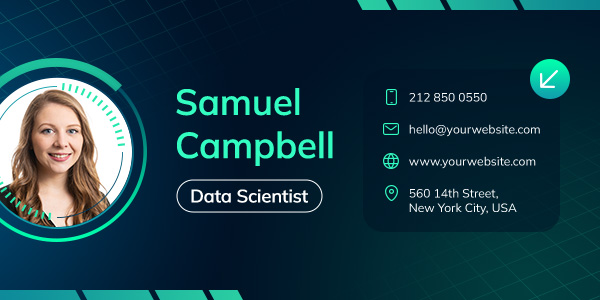 Samuel
Campbell
Data Scientist
212 850 0550
hello@yourwebsite.com
www.yourwebsite.com
560 14th Street,
New York City, USA